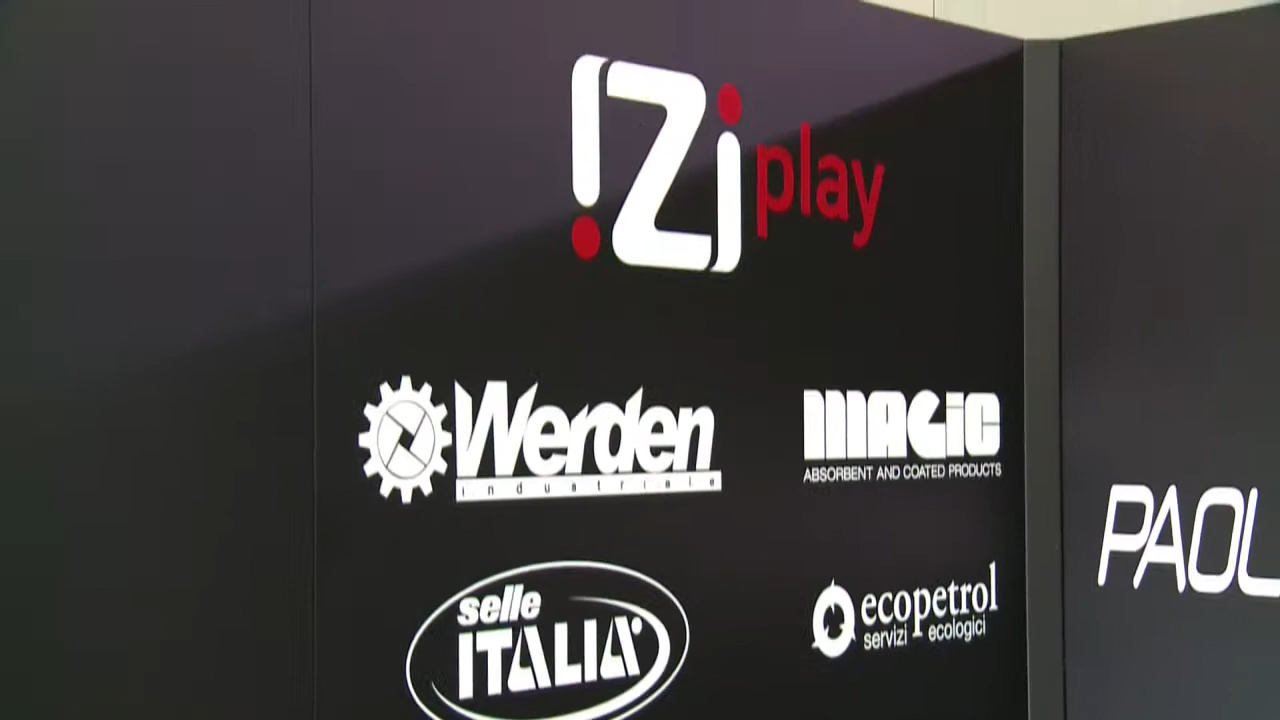 !Zi play
Werden
industriale
MAGIC
ABSORBENT AND COATED PRODUCTS
selle
ITALIA
ecopetrol
servizi ecologici
PAOL